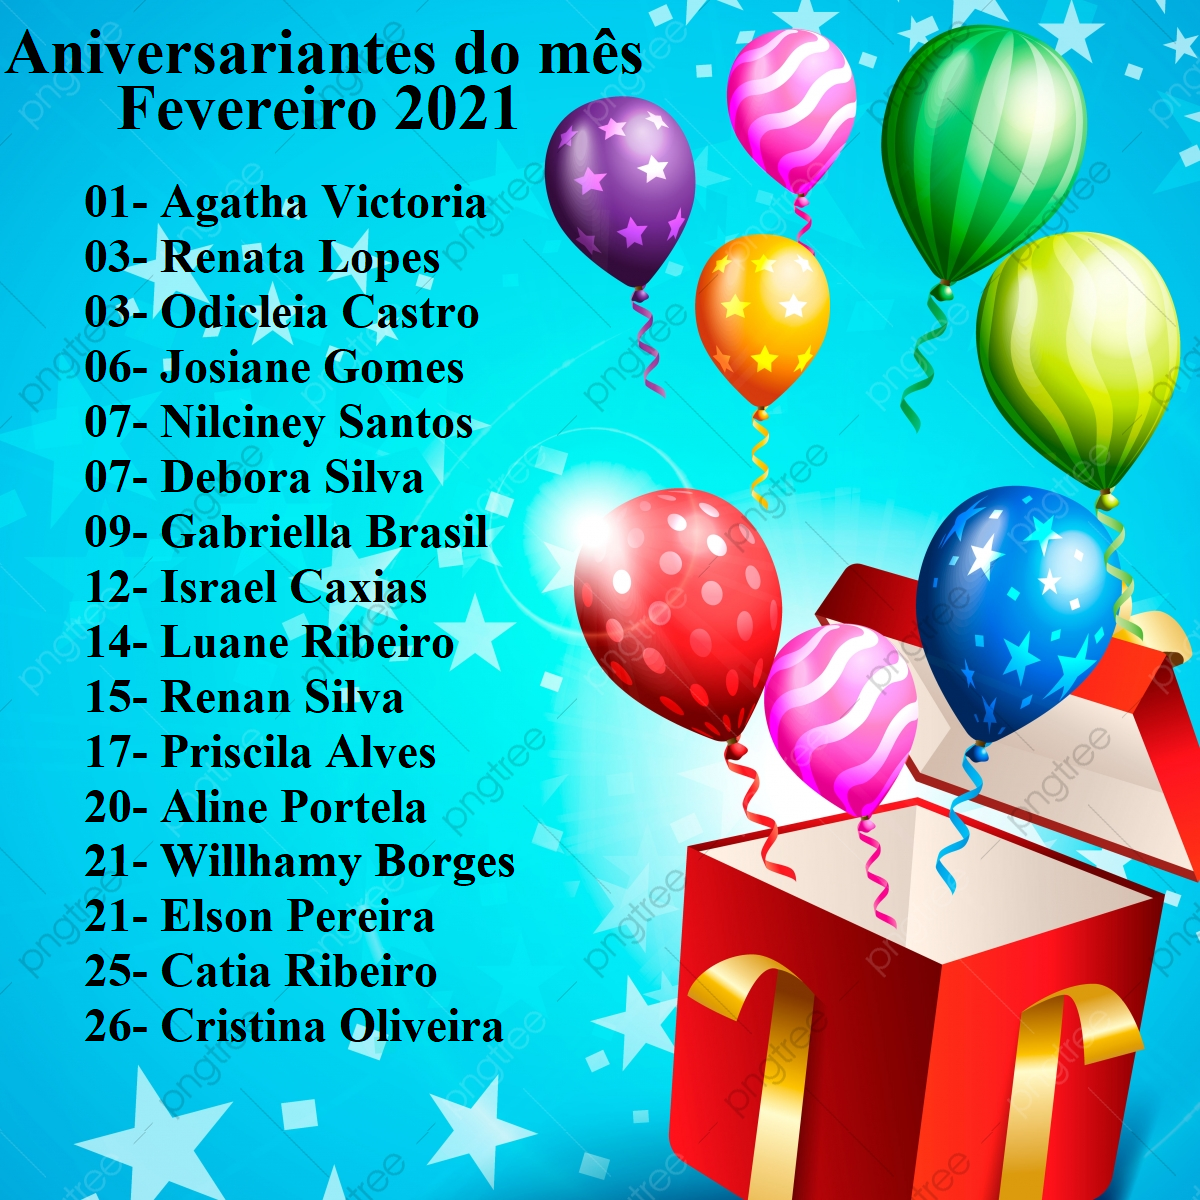 Aniversariantes do mês
Fevereiro 2021
01- Agatha Victoria
03- Renata Lopes
03- Odicleia Castro
06- Josiane Gomes
07- Nilciney Santos
07- Debora Silva
09- Gabriella Brasil
12- Israel Caxias
14- Luane Ribeiro
15- Renan Silva
17- Priscila Alves
20- Aline Portela
21- Willhamy Borges
21- Elson Pereira
25- Catia Ribeiro
26- Cristina Oliveira
pngtree